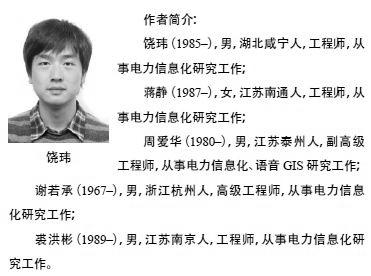 作者简介：
饶玮(1985–)，男，湖北咸宁人，工程师，从
事电力信息化研究工作；
蒋静(1987–)，女，江苏南通人，工程师，从
事电力信息化研究工作；
周爱华(1980–)，男，江苏泰州人，副高级
工程师，从事电力信息化、语音GIS研究工作；
饶玮
谢若承(1967–)，男，浙江杭州人，高级工程师，从事电力信息
化研究工作；
裘洪彬(1989–)，男，江苏南京人，工程师，从事电力信息化研
究工作。